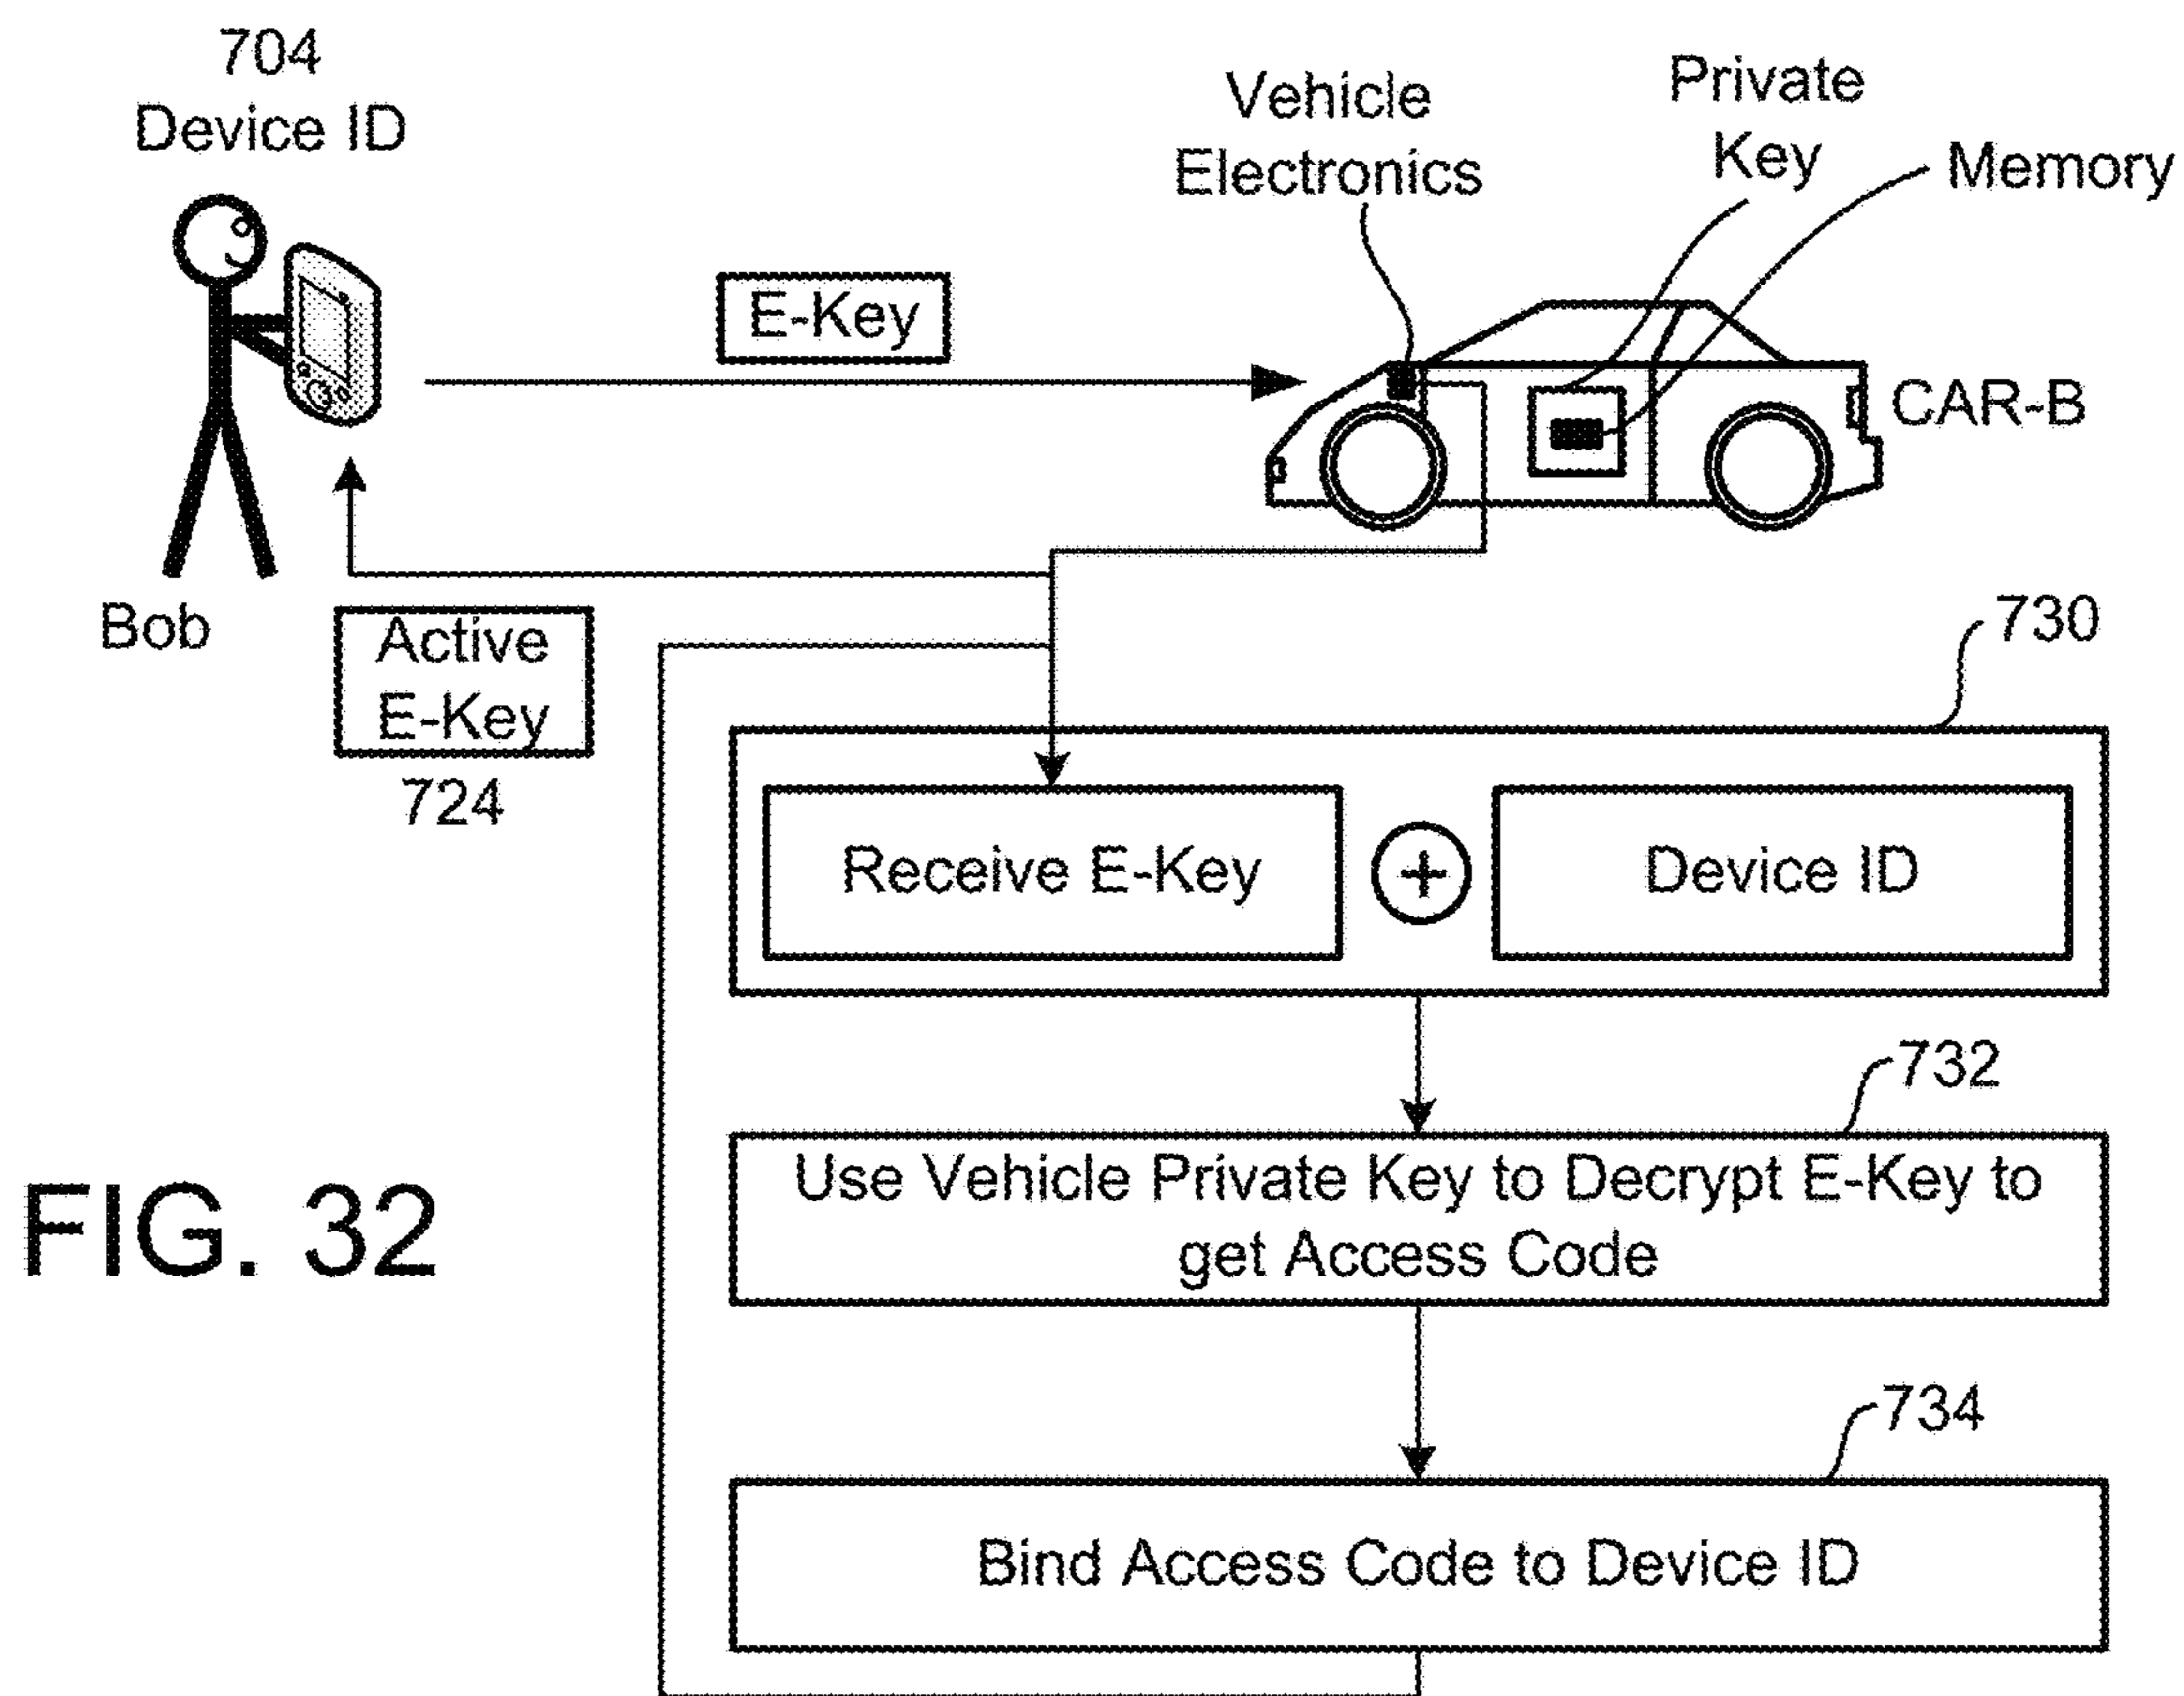 704
Device ID
Vehicle
Electronics
Private
Key
Memory
E-Key
CAR-B
Bob
Active
E-Key
724
730
Receive E-Key
+
Device ID
732
Use Vehicle Private Key to Decrypt E-Key to
get Access Code
FIG. 32
734
Bind Access Code to Device ID